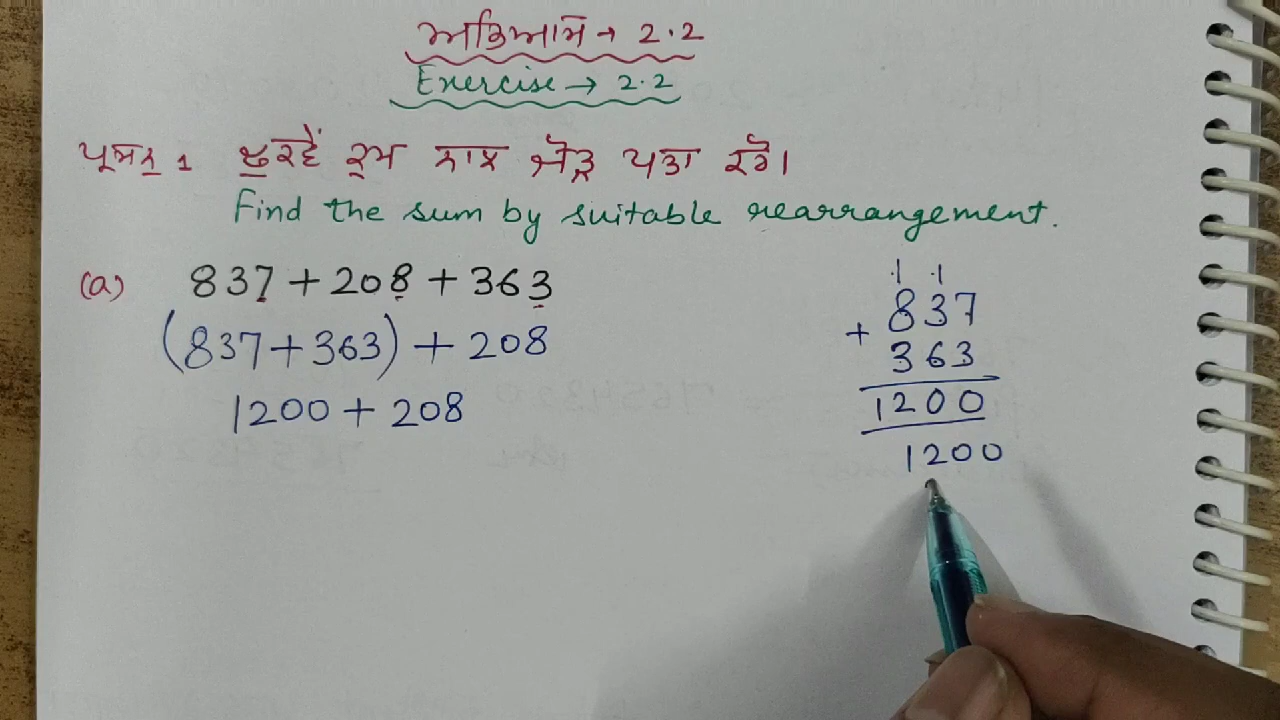 ਅਭਿਆਸ → 2.2
Exercise → 2.2
ਪ੍ਰਸ਼ਨ 1 ਢੁਕਵੇਂ ਕ੍ਰਮ ਨਾਲ ਜੋੜ ਪਤਾ ਕਰੋ।
Find the sum by suitable rearrangement.
(a) 837 + 208 + 363
(837 + 363) + 208
1200 + 208
1 1
837
+ 363
1200
1200